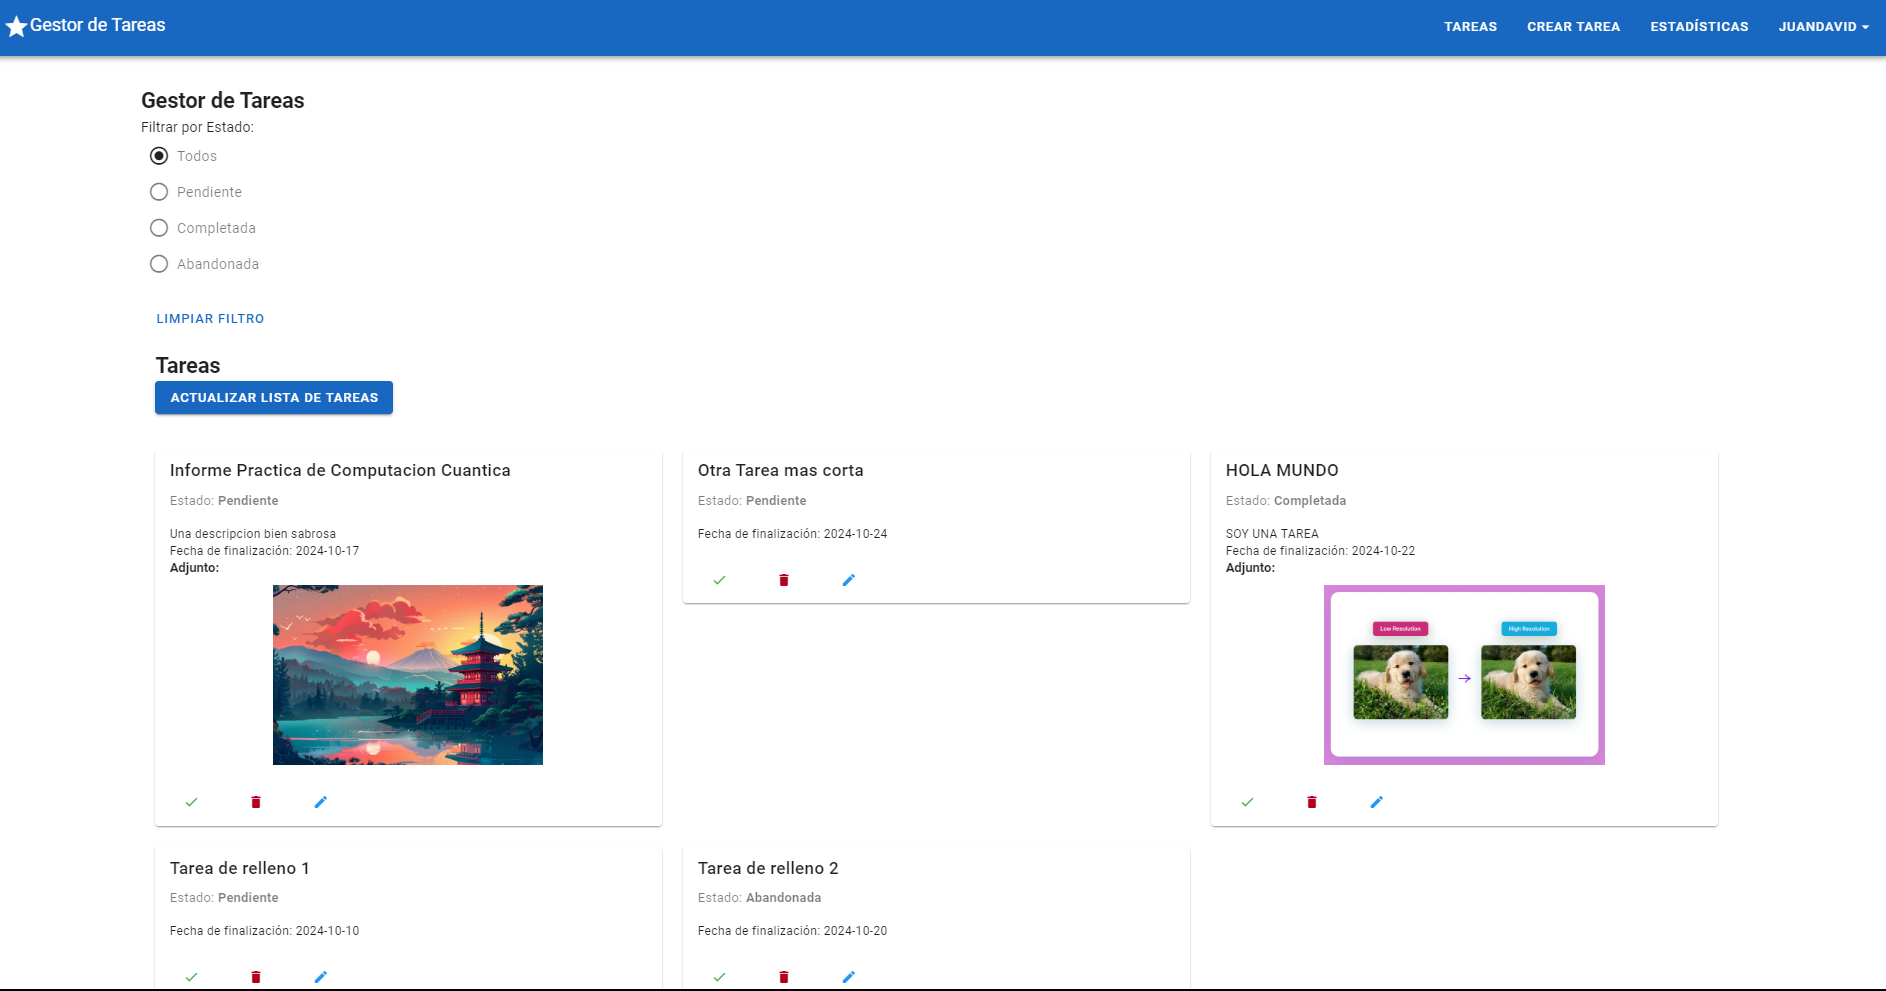 Gestor de Tareas
TAREAS
CREAR TAREA
ESTADÍSTICAS
JUANDAVID
Gestor de Tareas
Filtrar por Estado:
Todos
Pendiente
Completada
Abandonada
LIMPIAR FILTRO
Tareas
ACTUALIZAR LISTA DE TAREAS
Informe Practica de Computacion Cuantica
Estado: Pendiente
Una descripcion bien sabrosa
Fecha de finalización: 2024-10-17
Adjunto:
Otra Tarea mas corta
Estado: Pendiente
Fecha de finalización: 2024-10-24
HOLA MUNDO
Estado: Completada
SOY UNA TAREA
Fecha de finalización: 2024-10-22
Adjunto:
Low Resolution
High Resolution
Tarea de relleno 1
Estado: Pendiente
Fecha de finalización: 2024-10-10
Tarea de relleno 2
Estado: Abandonada
Fecha de finalización: 2024-10-20